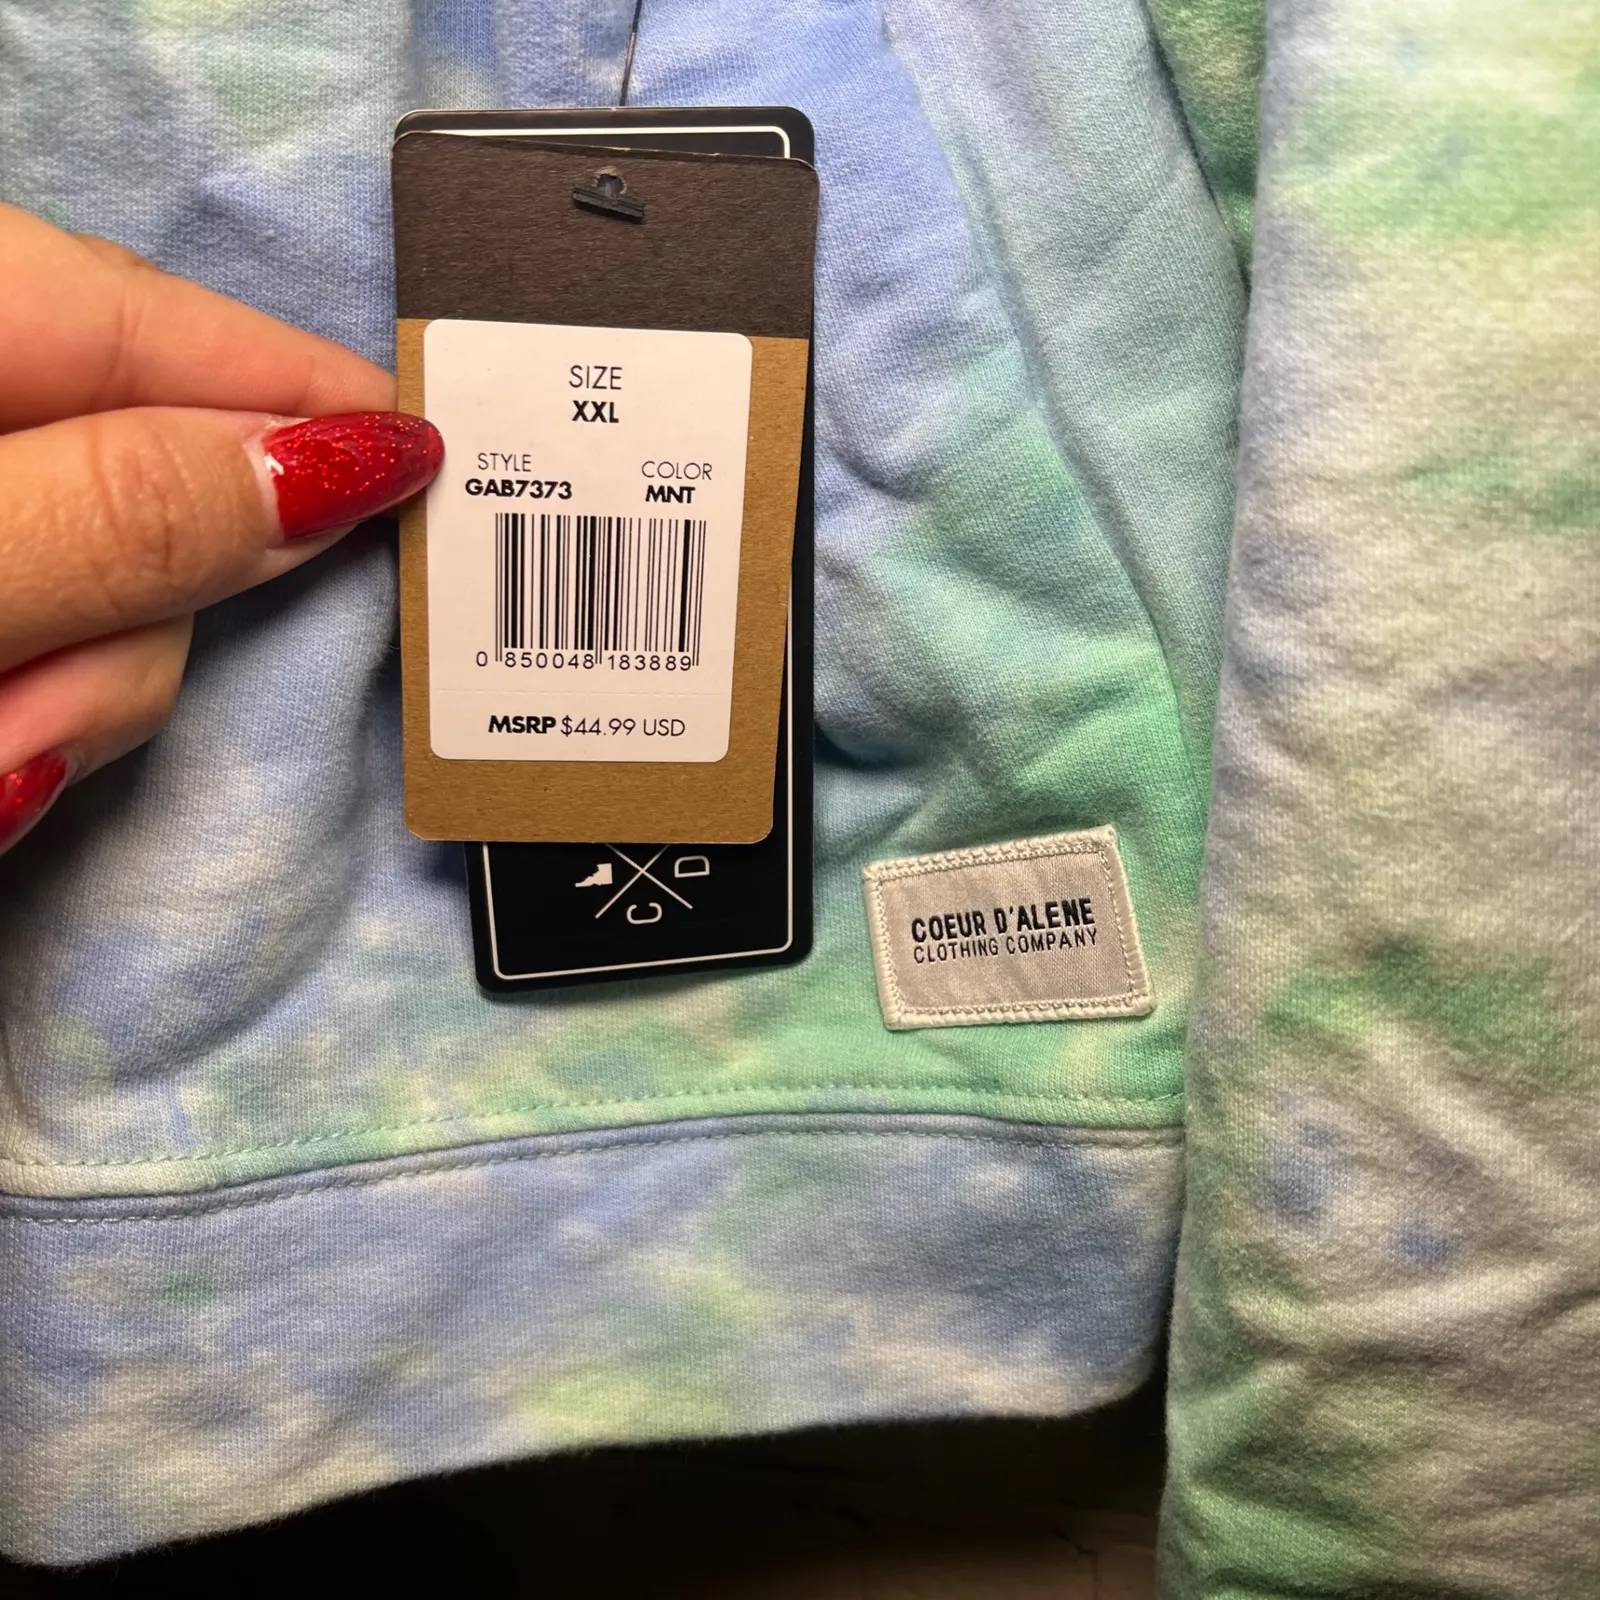 SIZE
XXL
STYLE
GAB7373
COLOR
MNT
0 850048 183889
MSRP $44.99 USD
D
C
COEUR D'ALENE
CLOTHING COMPANY